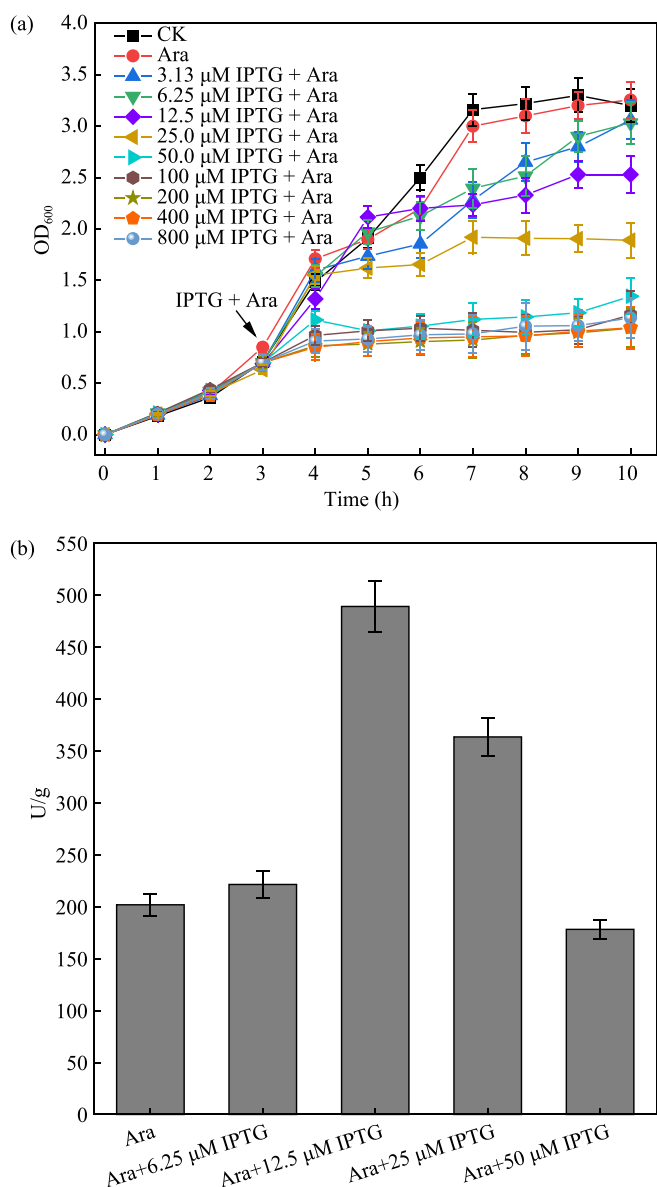 (a)
4.0
3.5
3.0
2.5
2.0
1.5
1.0
0.5
0.0
OD₆₀₀
CK
Ara
3.13 μM IPTG + Ara
6.25 μM IPTG + Ara
12.5 μM IPTG + Ara
25.0 μM IPTG + Ara
50.0 μM IPTG + Ara
100 μM IPTG + Ara
200 μM IPTG + Ara
400 μM IPTG + Ara
800 μM IPTG + Ara
IPTG + Ara
0 1 2 3 4 5 6 7 8 9 10
Time (h)
(b)
550
500
450
400
350
300
250
200
150
100
50
0
U/g
Ara
Ara+6.25 μM IPTG
Ara+12.5 μM IPTG
Ara+25 μM IPTG
Ara+50 μM IPTG